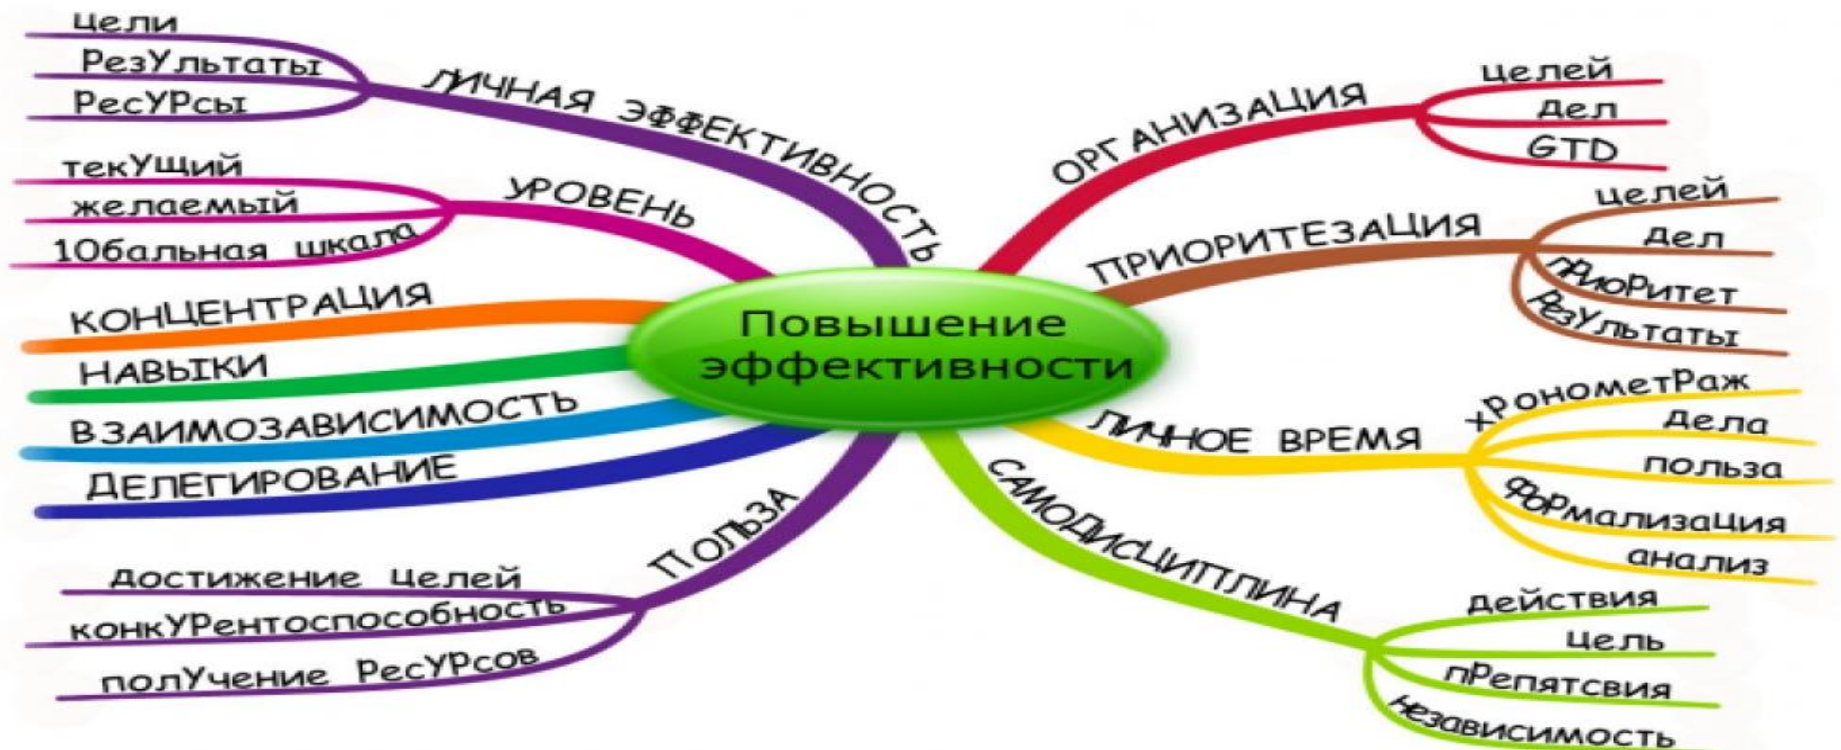 цели
РезУльтаты
РесУРсы
ЛИЧНАЯ ЭФФЕКТИВНОСТЬ
текУЩий
желаемый
10бальная шкала
УРОВЕНЬ
КОНЦЕНТРАЦИЯ
НАВЫКИ
ВЗАИМОЗАВИСИМОСТЬ
ДЕЛЕГИРОВАНИЕ
ПОЛЬЗА
достижение целей
конкУРентоспособность
полУчение РесУРсов
Повышение
эффективности
ОРГАНИЗАЦИЯ
целей
дел
GTD
ПРИОРИТЕЗАЦИЯ
целей
дел
пРиоРитет
РезУльтаты
ЛИЧНОЕ ВРЕМЯ
хРонометРаж
дела
польза
ФоРмализация
анализ
САМОДИСЦИПЛИНА
действия
цель
пРепятсвия
независимость